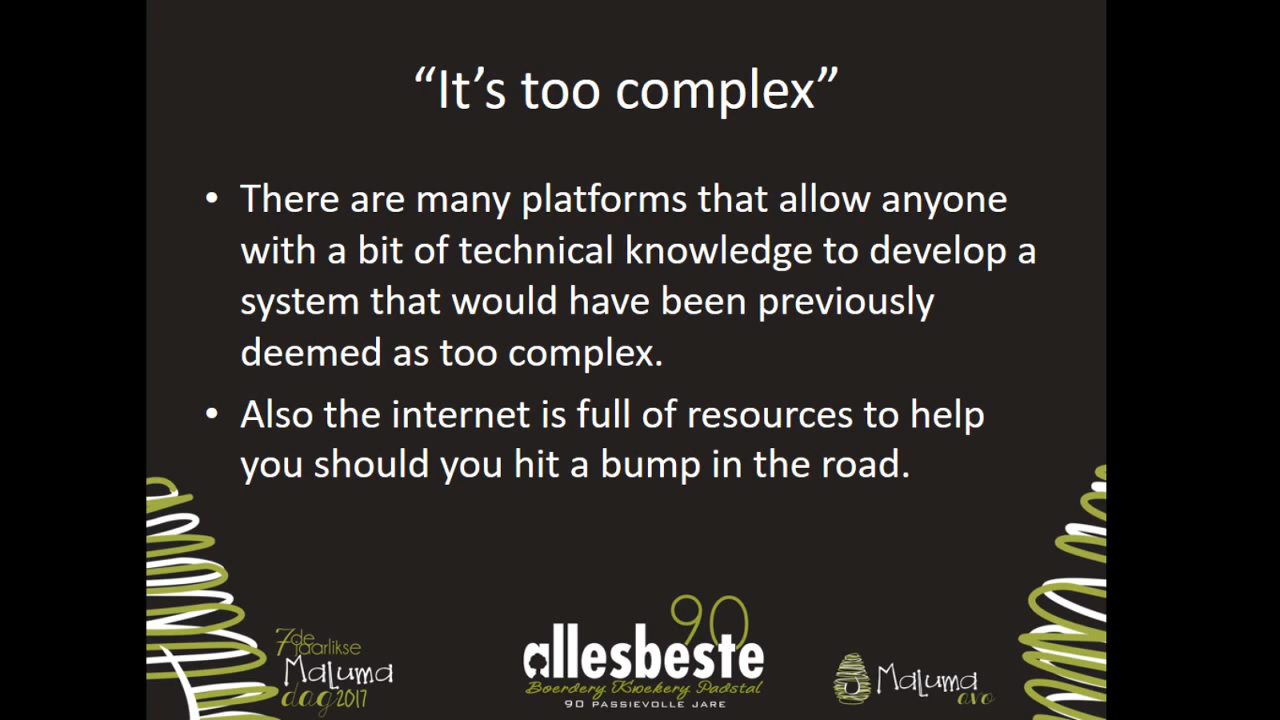 “It’s too complex”
• There are many platforms that allow anyone
with a bit of technical knowledge to develop a
system that would have been previously
deemed as too complex.
• Also the internet is full of resources to help
you should you hit a bump in the road.
7de
jaarlikse
Maluma
dag 2017
90
allesbeste
Boerdery Kwekery Padstal
90 PASSIEVOLLE JARE
Maluma
avo